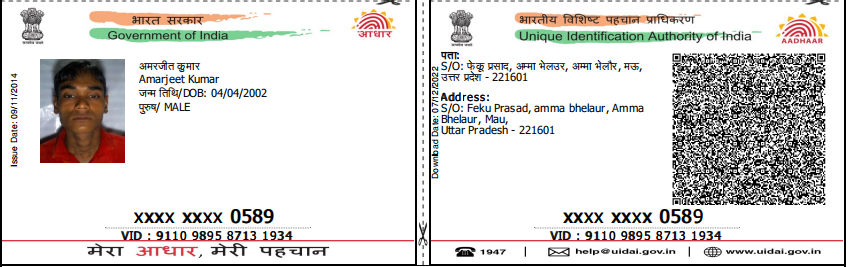 भारत सरकार
Government of India
आधार
Issue Date: 09/11/2014
अमरजीत कुमार
Amarjeet Kumar
जन्म तिथि/DOB: 04/04/2002
पुरुष/ MALE
xxxx xxxx 0589
VID : 9110 9895 8713 1934
मेरा आधार, मेरी पहचान
भारतीय विशिष्ट पहचान प्राधिकरण
Unique Identification Authority of India
AADHAAR
Download Date: 07/12/2022
पता:
S/O: फेकू प्रसाद, अम्मा भेलउर, अम्मा भेलौर, मऊ,
उत्तर प्रदेश - 221601
Address:
S/O: Feku Prasad, amma bhelaur, Amma
Bhelaur, Mau,
Uttar Pradesh - 221601
xxxx xxxx 0589
VID : 9110 9895 8713 1934
1947 | help@uidai.gov.in | www.uidai.gov.in